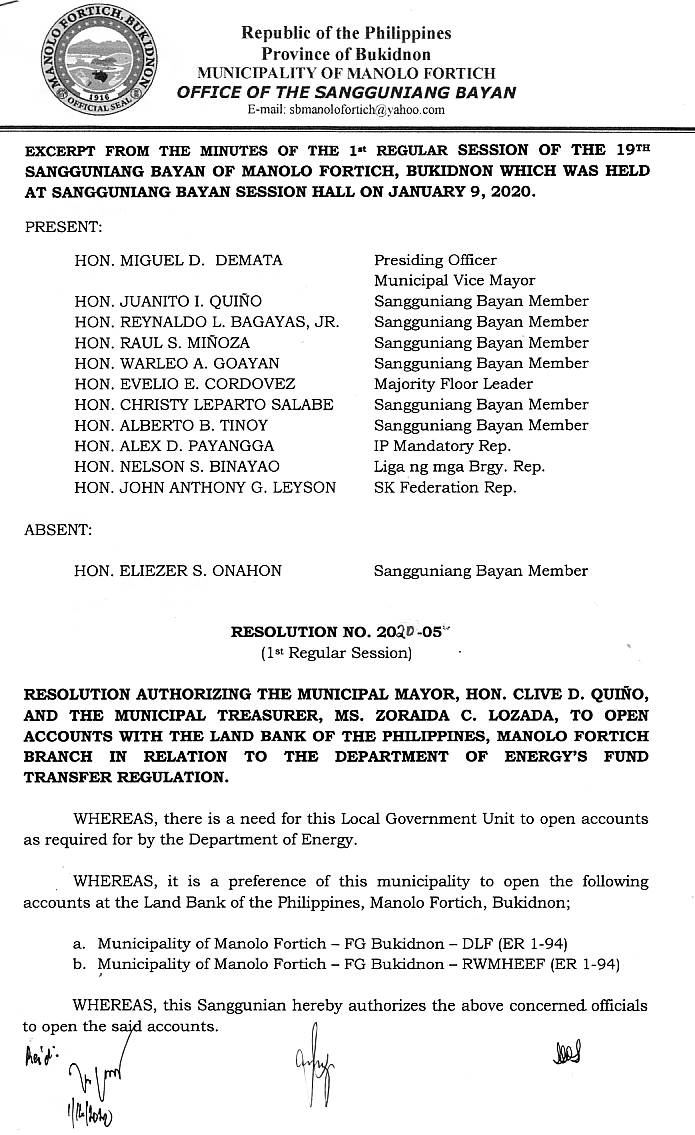 MANOLO FORTICH, BUKIDNON
1916
OFFICIAL SEAL
Republic of the Philippines
Province of Bukidnon
MUNICIPALITY OF MANOLO FORTICH
OFFICE OF THE SANGGUNIANG BAYAN
E-mail: sbmanolofortich@yahoo.com
EXCERPT FROM THE MINUTES OF THE 1st REGULAR SESSION OF THE 19TH
SANGGUNIANG BAYAN OF MANOLO FORTICH, BUKIDNON WHICH WAS HELD
AT SANGGUNIANG BAYAN SESSION HALL ON JANUARY 9, 2020.
PRESENT:
HON. MIGUEL D. DEMATA Presiding Officer
Municipal Vice Mayor
HON. JUANITO I. QUIÑO Sangguniang Bayan Member
HON. REYNALDO L. BAGAYAS, JR. Sangguniang Bayan Member
HON. RAUL S. MIÑOZA Sangguniang Bayan Member
HON. WARLEO A. GOAYAN Sangguniang Bayan Member
HON. EVELIO E. CORDOVEZ Majority Floor Leader
HON. CHRISTY LEPARTO SALABE Sangguniang Bayan Member
HON. ALBERTO B. TINOY Sangguniang Bayan Member
HON. ALEX D. PAYANGGA IP Mandatory Rep.
HON. NELSON S. BINAYAO Liga ng mga Brgy. Rep.
HON. JOHN ANTHONY G. LEYSON SK Federation Rep.
ABSENT:
HON. ELIEZER S. ONAHON Sangguniang Bayan Member
RESOLUTION NO. 2020-05
(1st Regular Session)
RESOLUTION AUTHORIZING THE MUNICIPAL MAYOR, HON. CLIVE D. QUIÑO,
AND THE MUNICIPAL TREASURER, MS. ZORAIDA C. LOZADA, TO OPEN
ACCOUNTS WITH THE LAND BANK OF THE PHILIPPINES, MANOLO FORTICH
BRANCH IN RELATION TO THE DEPARTMENT OF ENERGY'S FUND
TRANSFER REGULATION.
WHEREAS, there is a need for this Local Government Unit to open accounts
as required for by the Department of Energy.
WHEREAS, it is a preference of this municipality to open the following
accounts at the Land Bank of the Philippines, Manolo Fortich, Bukidnon;
a. Municipality of Manolo Fortich – FG Bukidnon – DLF (ER 1-94)
b. Municipality of Manolo Fortich – FG Bukidnon – RWMHEEF (ER 1-94)
WHEREAS, this Sanggunian hereby authorizes the above concerned officials
to open the said accounts.